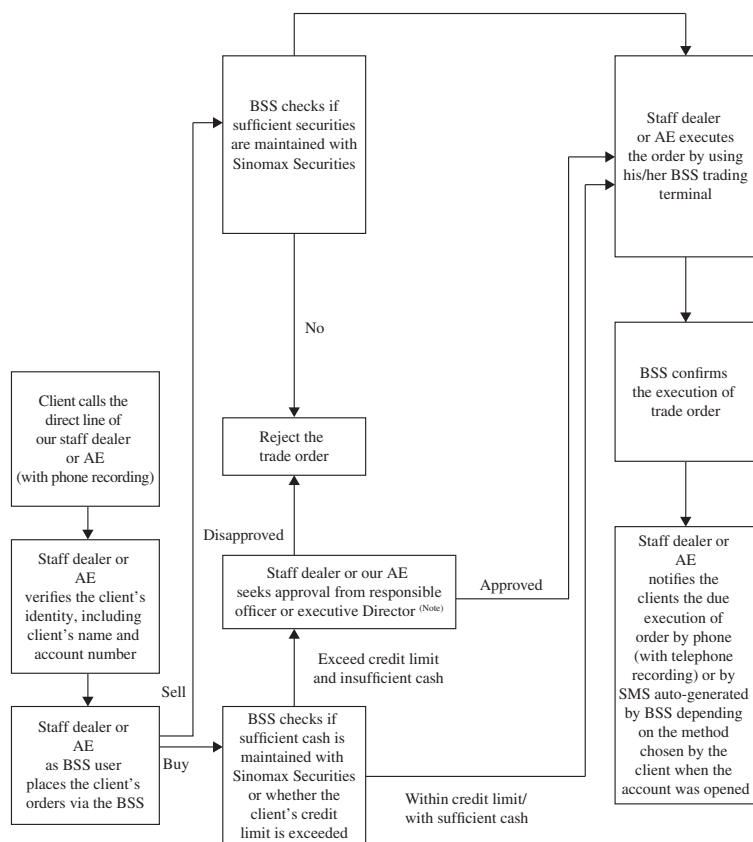 BSS checks if
sufficient securities
are maintained with
Sinomax Securities
Staff dealer
or AE executes
the order by using
his/her BSS trading
terminal
No
BSS confirms
the execution of
trade order
Client calls the
direct line of
our staff dealer
or AE
(with phone recording)
Reject the
trade order
Disapproved
Staff dealer or
AE
verifies the client's
identity, including
client's name and
account number
Staff dealer or our AE
seeks approval from responsible
officer or executive Director (Note)
Approved
Staff dealer or
AE
notifies the
clients the due
execution of
order by phone
(with telephone
recording) or by
SMS auto-generated
by BSS depending
on the method
chosen by the
client when the
account was opened
Exceed credit limit
and insufficient cash
Sell
Staff dealer or
AE
as BSS user
places the client's
orders via the BSS
Buy
BSS checks if
sufficient cash is
maintained with
Sinomax Securities
or whether the
client's credit
limit is exceeded
Within credit limit/
with sufficient cash